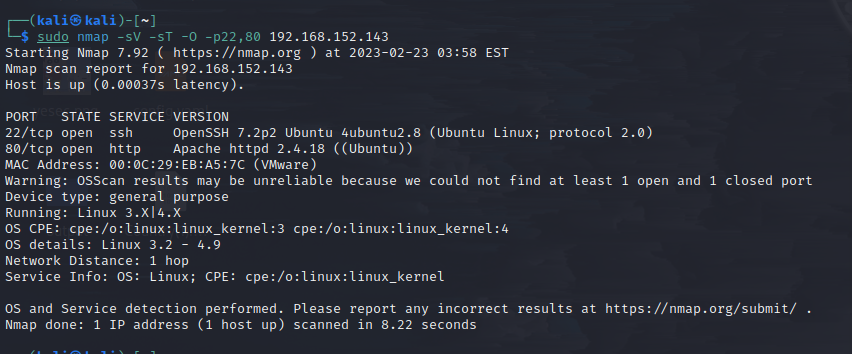 ┌──(kali㉿kali)-[~]
└─$ sudo nmap -sV -sT -O -p22,80 192.168.152.143
Starting Nmap 7.92 ( https://nmap.org ) at 2023-02-23 03:58 EST
Nmap scan report for 192.168.152.143
Host is up (0.00037s latency).

PORT   STATE SERVICE VERSION
22/tcp open  ssh     OpenSSH 7.2p2 Ubuntu 4ubuntu2.8 (Ubuntu Linux; protocol 2.0)
80/tcp open  http    Apache httpd 2.4.18 ((Ubuntu))
MAC Address: 00:0C:29:EB:A5:7C (VMware)
Warning: OSScan results may be unreliable because we could not find at least 1 open and 1 closed port
Device type: general purpose
Running: Linux 3.X|4.X
OS CPE: cpe:/o:linux:linux_kernel:3 cpe:/o:linux:linux_kernel:4
OS details: Linux 3.2 - 4.9
Network Distance: 1 hop
Service Info: OS: Linux; CPE: cpe:/o:linux:linux_kernel

OS and Service detection performed. Please report any incorrect results at https://nmap.org/submit/ .
Nmap done: 1 IP address (1 host up) scanned in 8.22 seconds